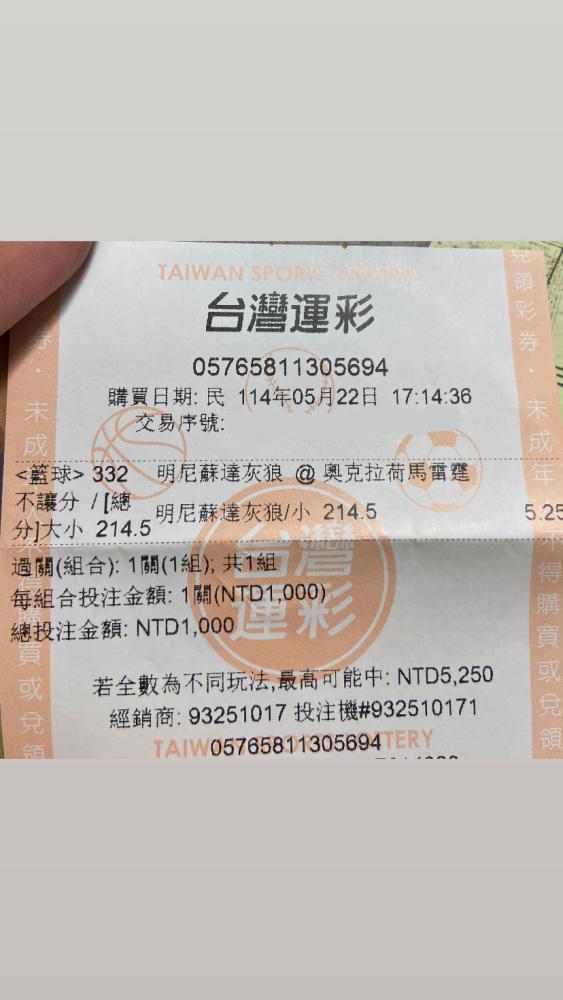 TAIWAN SPORTS LOTTERY
台灣運彩
05765811305694
購買日期: 民 114年05月22日 17:14:36
交易序號:
<籃球> 332 明尼蘇達灰狼 @ 奧克拉荷馬雷霆
不讓分 / [總
分]大小 214.5 明尼蘇達灰狼/小 214.5 5.25
過關(組合): 1關(1組); 共1組
每組合投注金額: 1關(NTD1,000)
總投注金額: NTD1,000
台灣
運彩
若全數為不同玩法,最高可能中: NTD5,250
經銷商: 93251017 投注機#932510171
TAIWAN SPORTS LOTTERY
05765811305694
券・未成
得購買或兌領
兌領彩券・未成年
不得購買或兌領